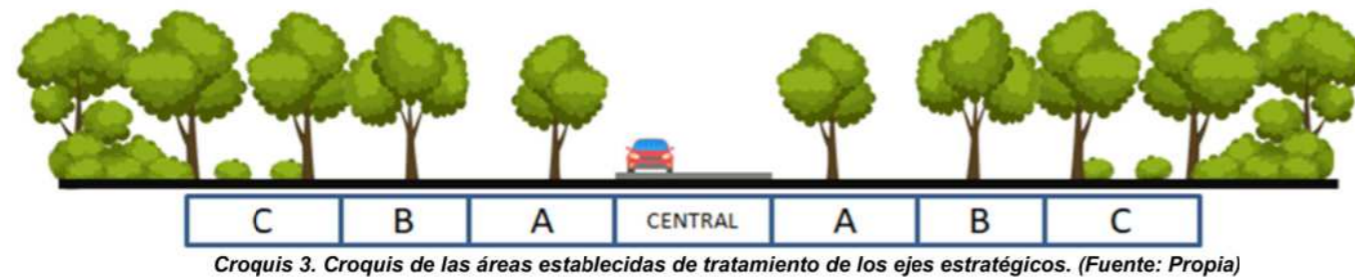 C B A CENTRAL A B C
Croquis 3. Croquis de las áreas establecidas de tratamiento de los ejes estratégicos. (Fuente: Propia)